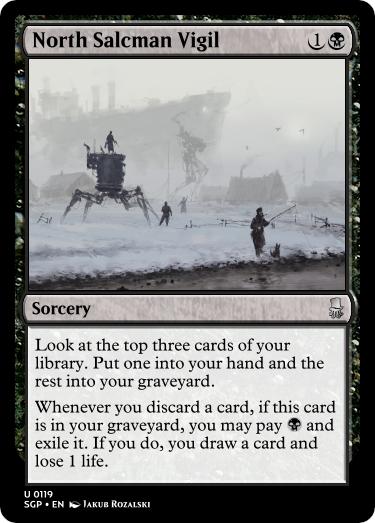 North Salcman Vigil 1
Sorcery
Look at the top three cards of your
library. Put one into your hand and the
rest into your graveyard.
Whenever you discard a card, if this card
is in your graveyard, you may pay and
exile it. If you do, you draw a card and
lose 1 life.
U 0119
SGP • EN Jakub Rozalski